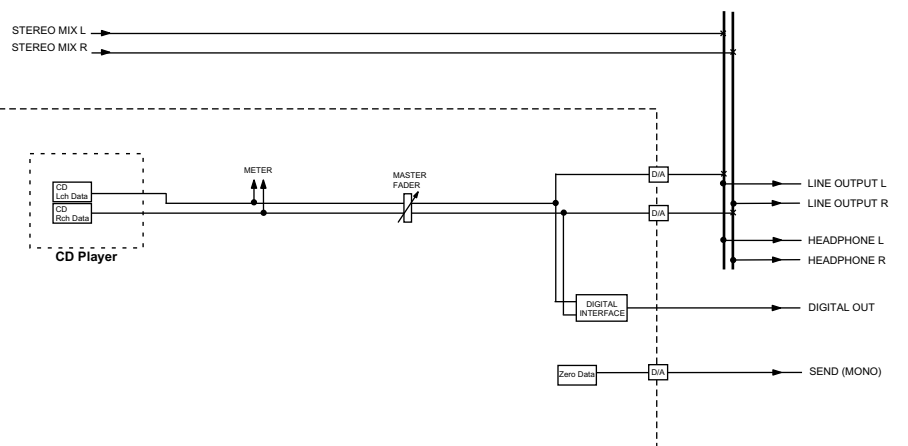 STEREO MIX L
STEREO MIX R
METER
MASTER
FADER
D/A
CD
Lch Data
LINE OUTPUT L
CD
Rch Data
D/A
LINE OUTPUT R
HEADPHONE L
CD Player
HEADPHONE R
DIGITAL
INTERFACE
DIGITAL OUT
Zero Data
D/A
SEND (MONO)